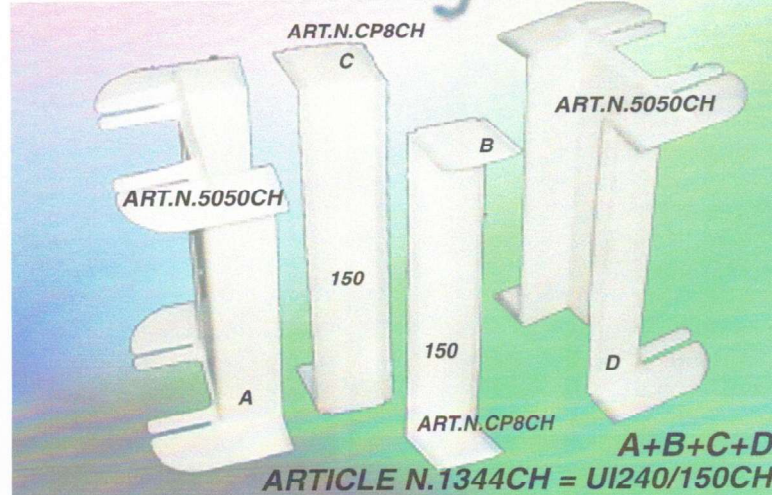 ART.N.CP8CH
C
ART.N.5050CH
B
ART.N.5050CH
150
150
D
A
ART.N.CP8CH
A+B+C+D
ARTICLE N.1344CH = UI240/150CH